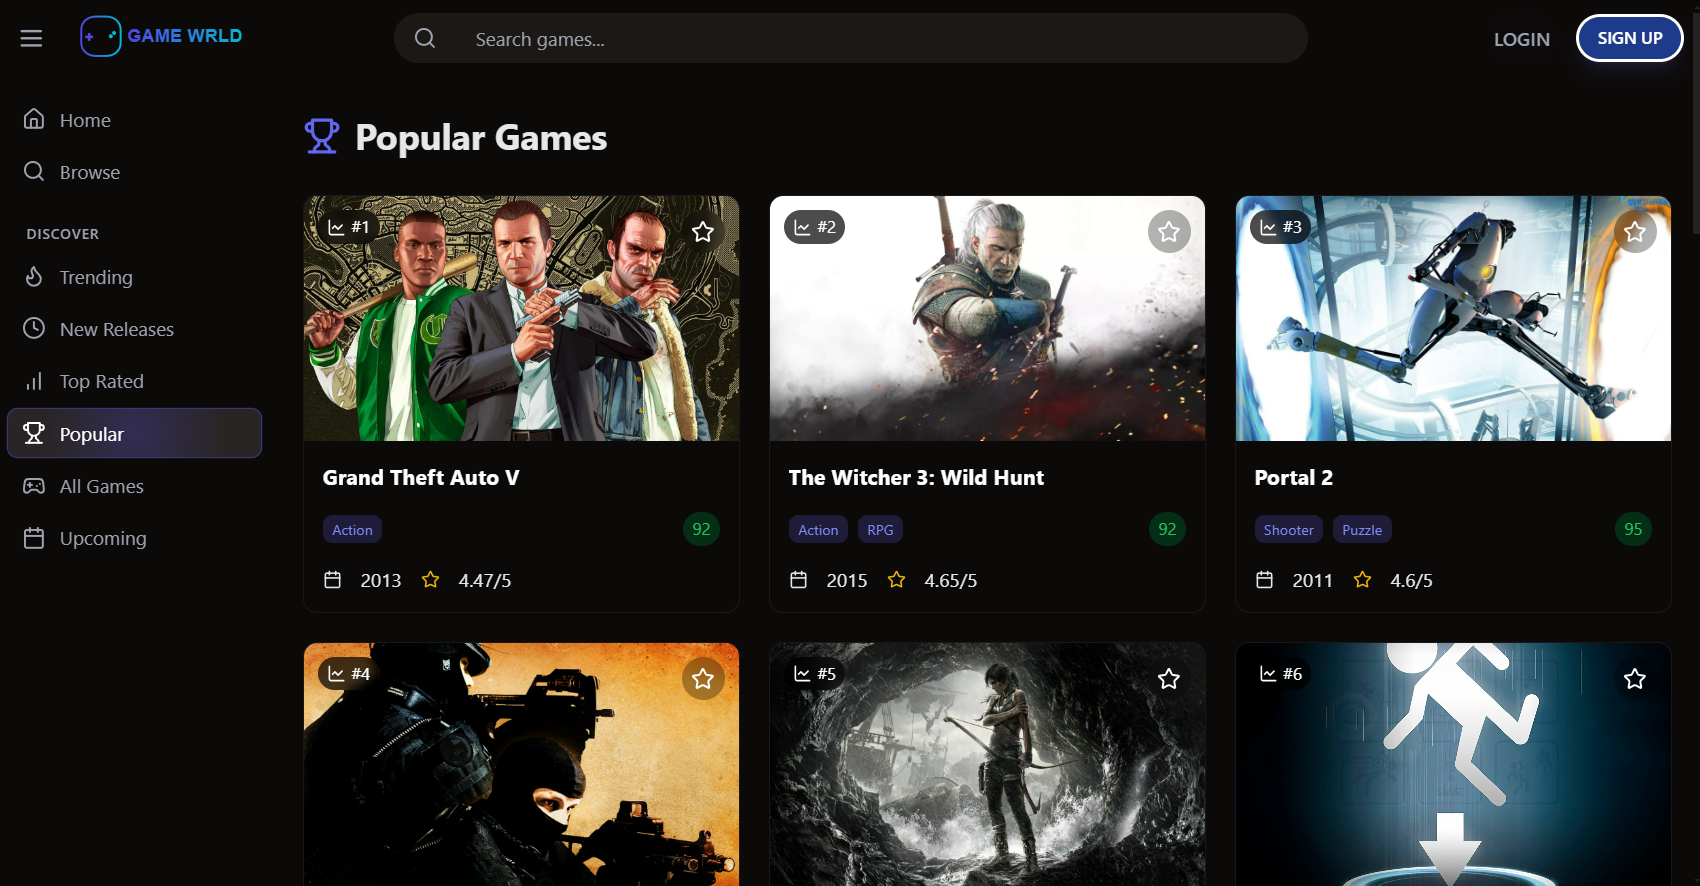 GAME WRLD
Search games...
LOGIN
SIGN UP
Home
Browse
DISCOVER
Trending
New Releases
Top Rated
Popular
All Games
Upcoming
Popular Games
#1
Grand Theft Auto V
Action
92
2013
4.47/5
#2
The Witcher 3: Wild Hunt
Action RPG
92
2015
4.65/5
#3
Portal 2
Shooter Puzzle
95
2011
4.6/5
#4
#5
#6